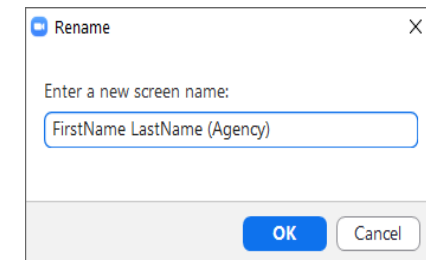 Rename
Enter a new screen name:
FirstName LastName (Agency)
OK
Cancel